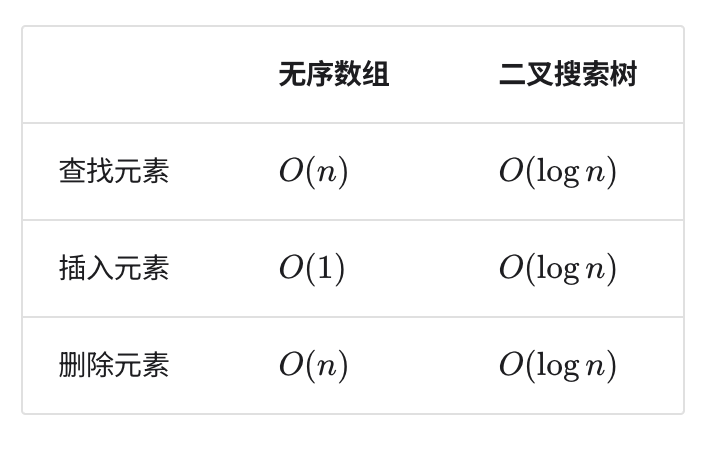 无序数组 二叉搜索树
查找元素 O(n) O(log n)
插入元素 O(1) O(log n)
删除元素 O(n) O(log n)